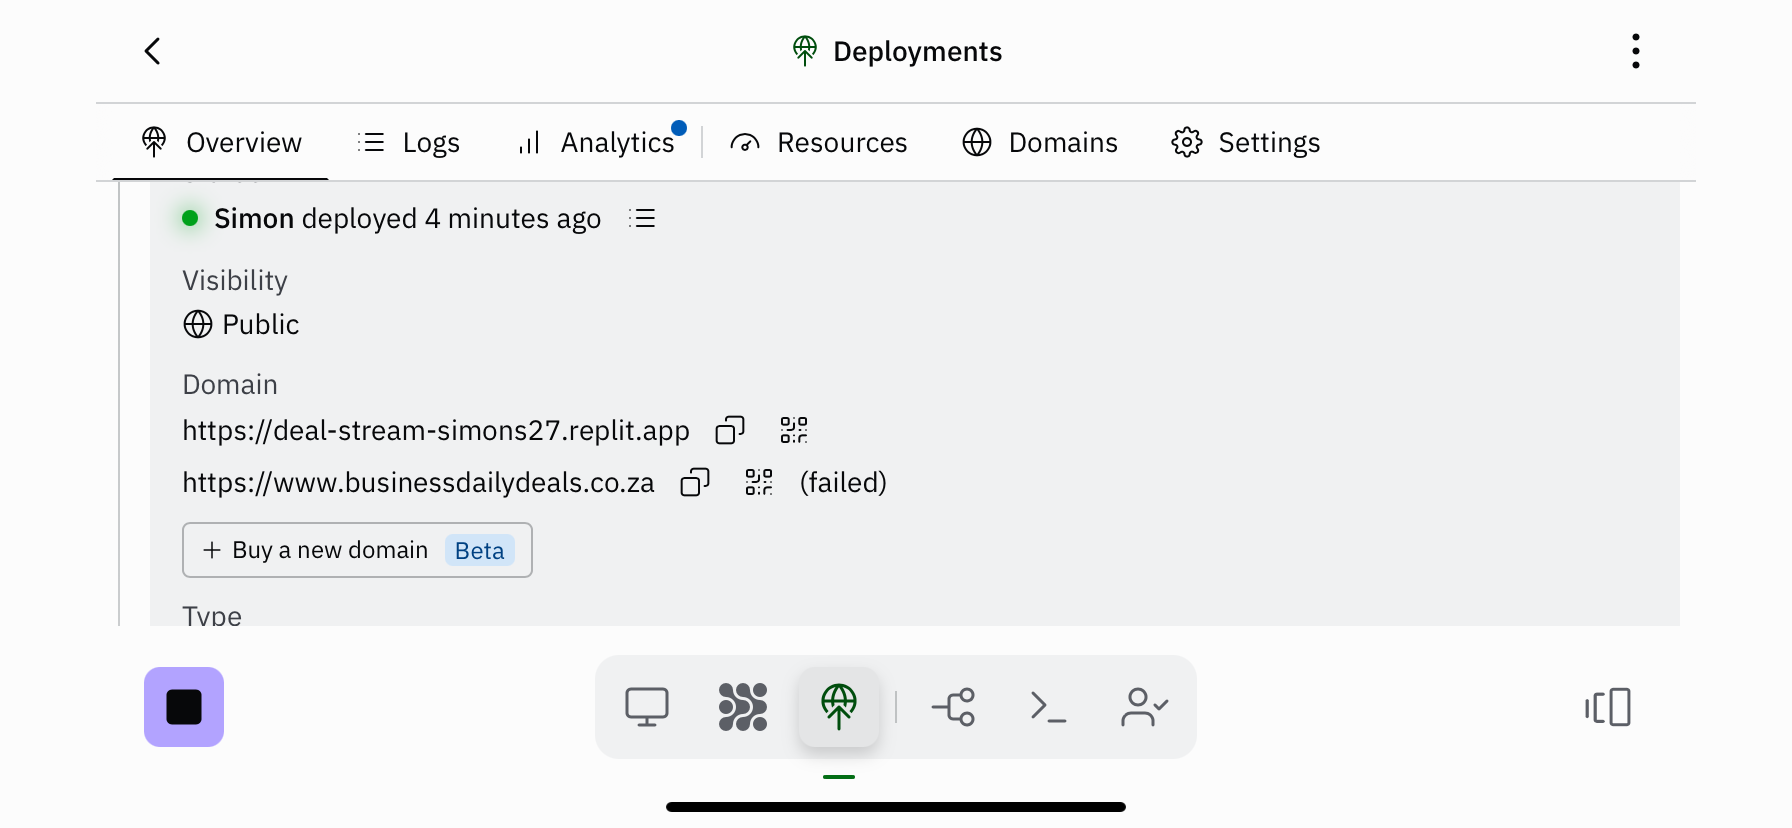 Deployments
Overview
Logs
Analytics
Resources
Domains
Settings
Simon deployed 4 minutes ago
Visibility
Public
Domain
https://deal-stream-simons27.replit.app
https://www.businessdailydeals.co.za (failed)
+ Buy a new domain Beta
Type